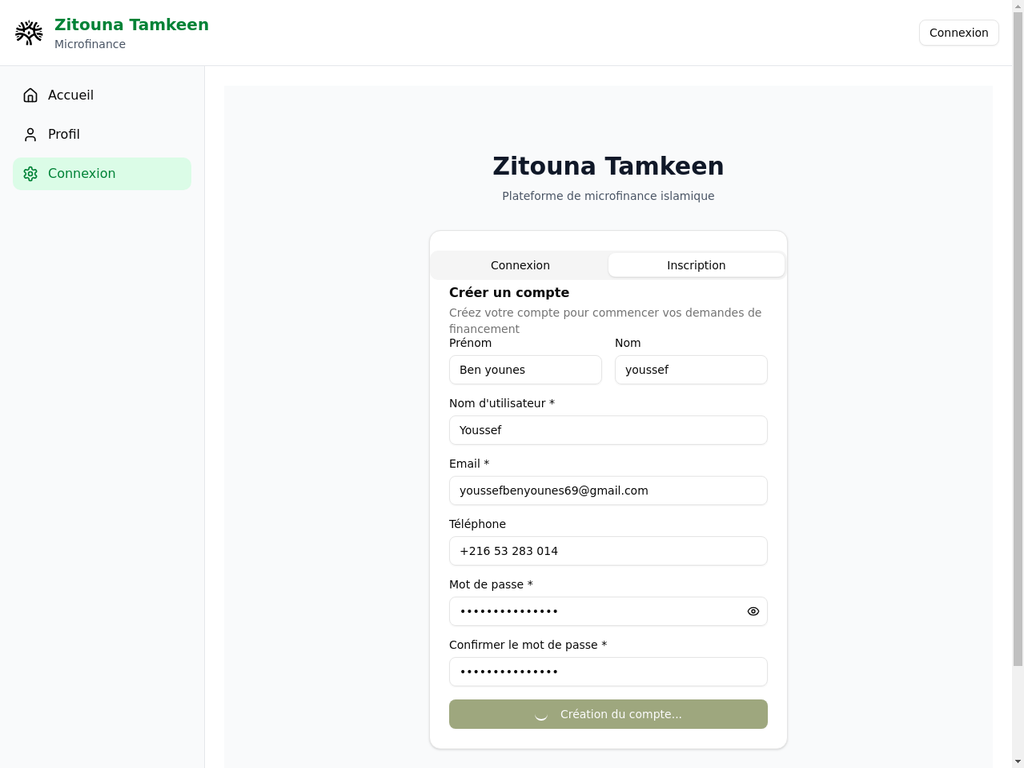 Zitouna Tamkeen
Microfinance
Connexion
Accueil
Profil
Connexion
Zitouna Tamkeen
Plateforme de microfinance islamique
Connexion
Inscription
Créer un compte
Créez votre compte pour commencer vos demandes de
financement
Prénom
Nom
Ben younes
youssef
Nom d'utilisateur *
Youssef
Email *
youssefbenyounes69@gmail.com
Téléphone
+216 53 283 014
Mot de passe *
•••••••••••••••
Confirmer le mot de passe *
•••••••••••••••
Création du compte...